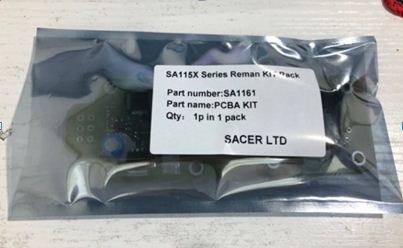 SA115X Series Reman Kit Pack
Part number:SA1161
Part name:PCBA KIT
Qty: 1p in 1 pack
SACER LTD